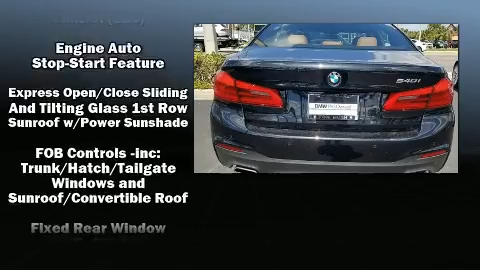 Engine Auto
Stop-Start Feature
Express Open/Close Sliding
And Tilting Glass 1st Row
Sunroof w/Power Sunshade
FOB Controls -inc:
Trunk/Hatch/Tailgate
Windows and
Sunroof/Convertible Roof
Fixed Rear Window
540i